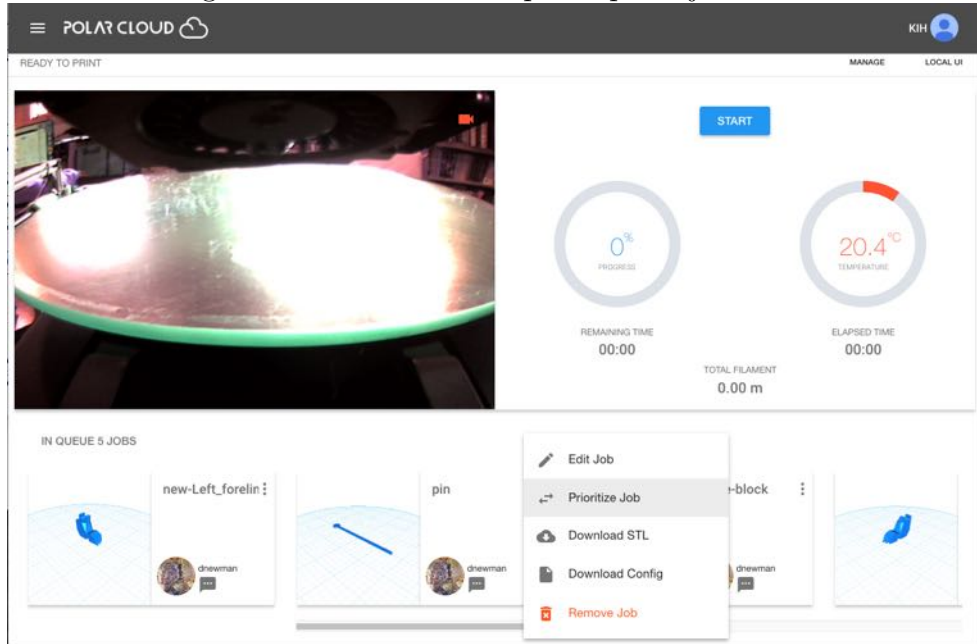 POLAR CLOUD
KIH
READY TO PRINT
MANAGE
LOCAL UI
START
0%
PROGRESS
20.4°C
TEMPERATURE
REMAINING TIME
00:00
ELAPSED TIME
00:00
TOTAL FILAMENT
0.00 m
IN QUEUE 5 JOBS
new-Left_forelin
dnewman
pin
dnewman
Edit Job
Prioritize Job
Download STL
Download Config
Remove Job
-block
dnewman